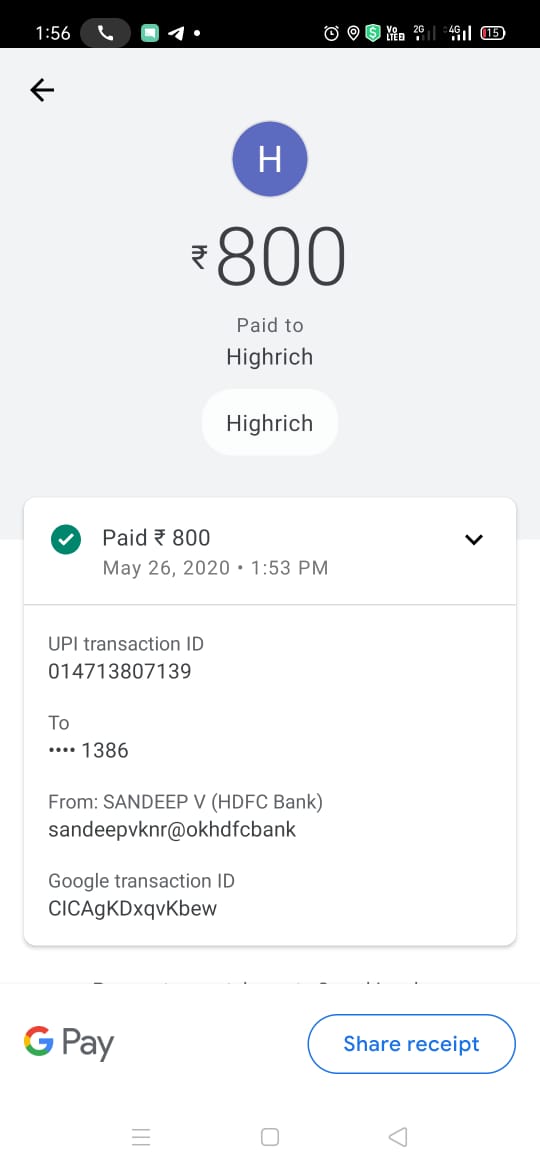 1:56
Vo
LTE2
2G
4G
15
H
₹800
Paid to
Highrich
Highrich
Paid ₹ 800
May 26, 2020 • 1:53 PM
UPI transaction ID
014713807139
To
•••• 1386
From: SANDEEP V (HDFC Bank)
sandeepvknr@okhdfcbank
Google transaction ID
CICAgKDxqvKbew
G Pay
Share receipt